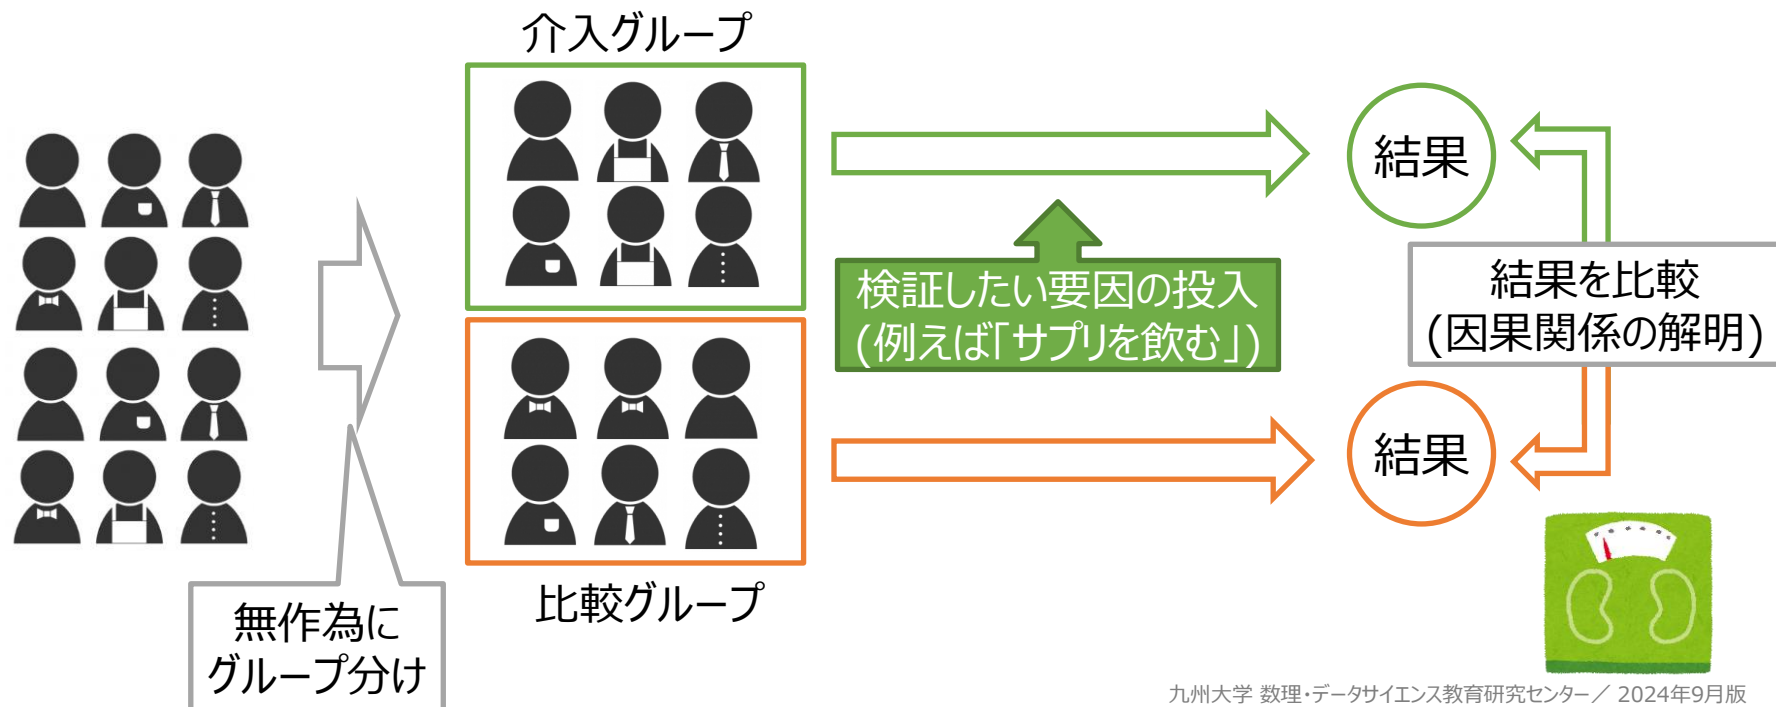 介入グループ
無作為に
グループ分け
比較グループ
検証したい要因の投入
(例えば「サプリを飲む」)
結果
結果
結果を比較
(因果関係の解明)
九州大学 数理・データサイエンス教育研究センター／ 2024年9月版